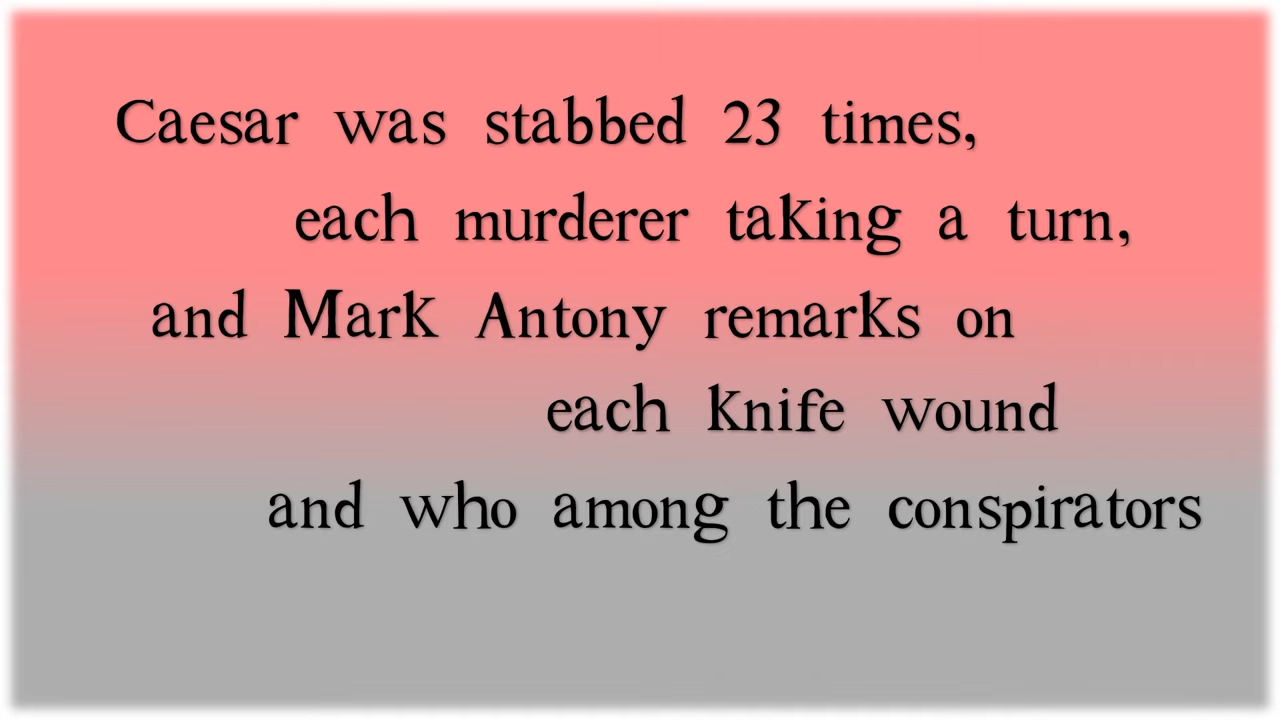 Caesar was stabbed 23 times,
each murderer taking a turn,
and Mark Antony remarks on
each knife wound
and who among the conspirators